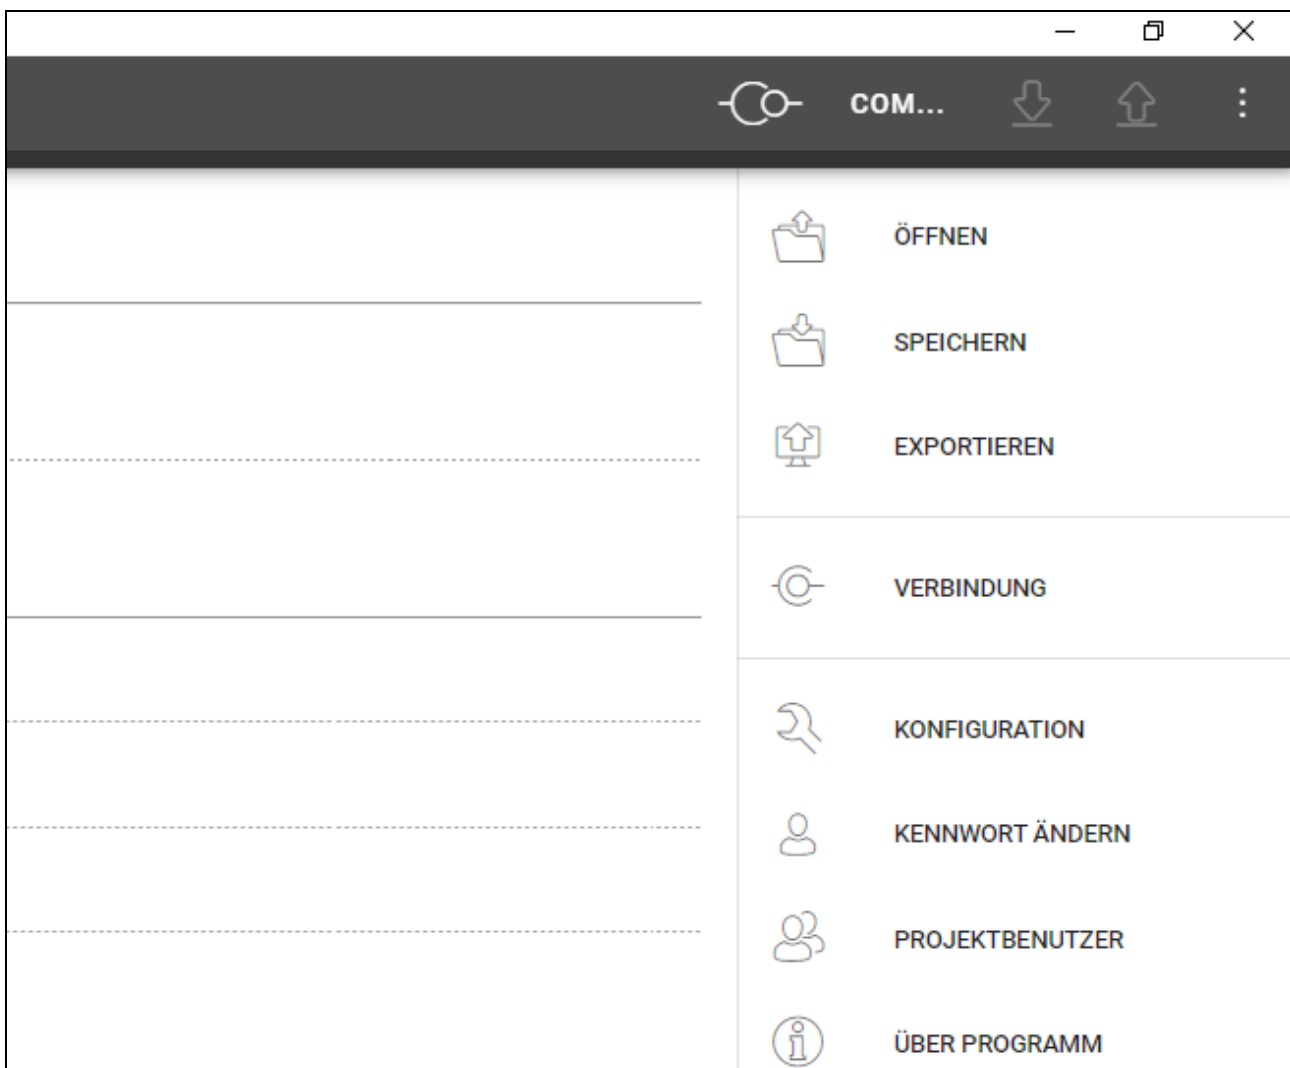 COM...
ÖFFNEN
SPEICHERN
EXPORTIEREN
VERBINDUNG
KONFIGURATION
KENNWORT ÄNDERN
PROJEKTBENUTZER
ÜBER PROGRAMM